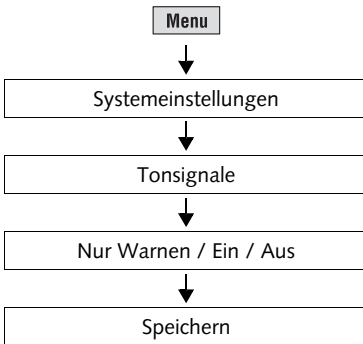 Menu
Systemeinstellungen
Tonsignale
Nur Warnen / Ein / Aus
Speichern